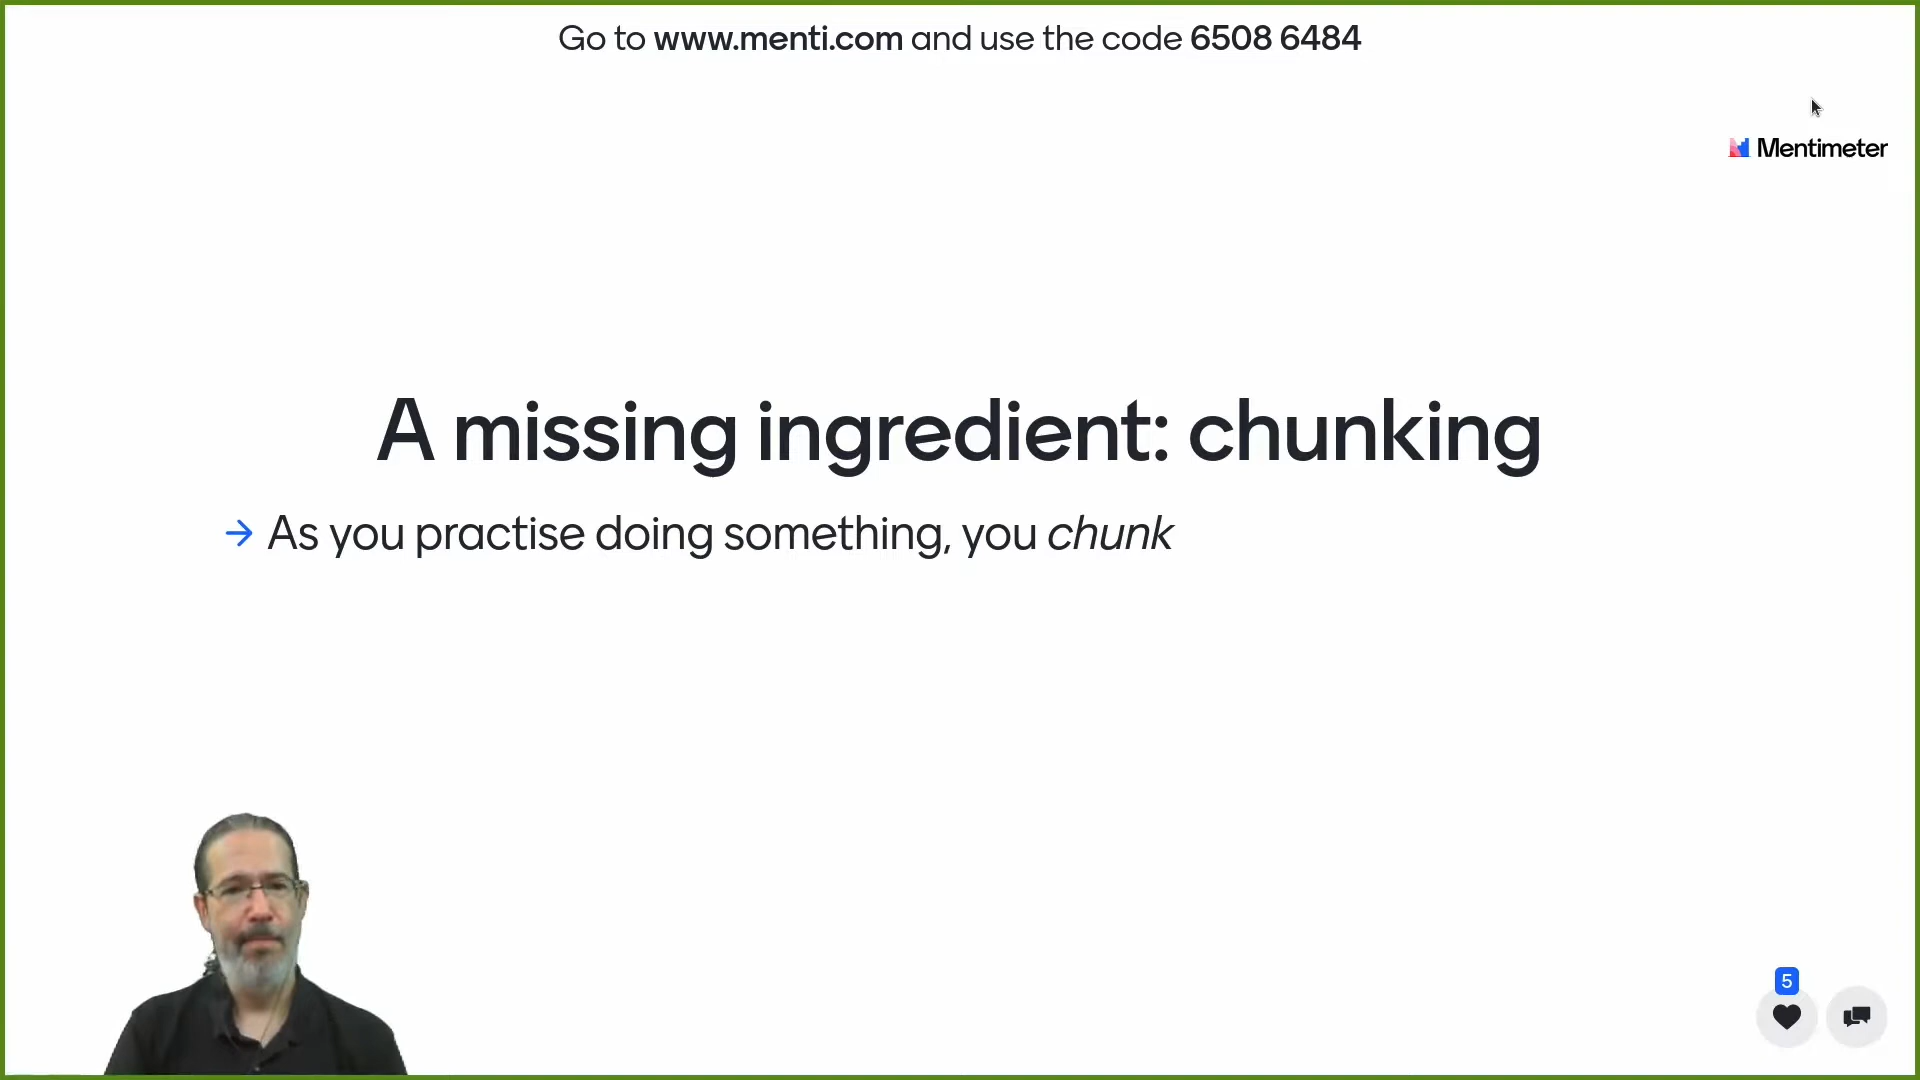 Go to www.menti.com and use the code 6508 6484
Mentimeter
A missing ingredient: chunking
→ As you practise doing something, you chunk
5